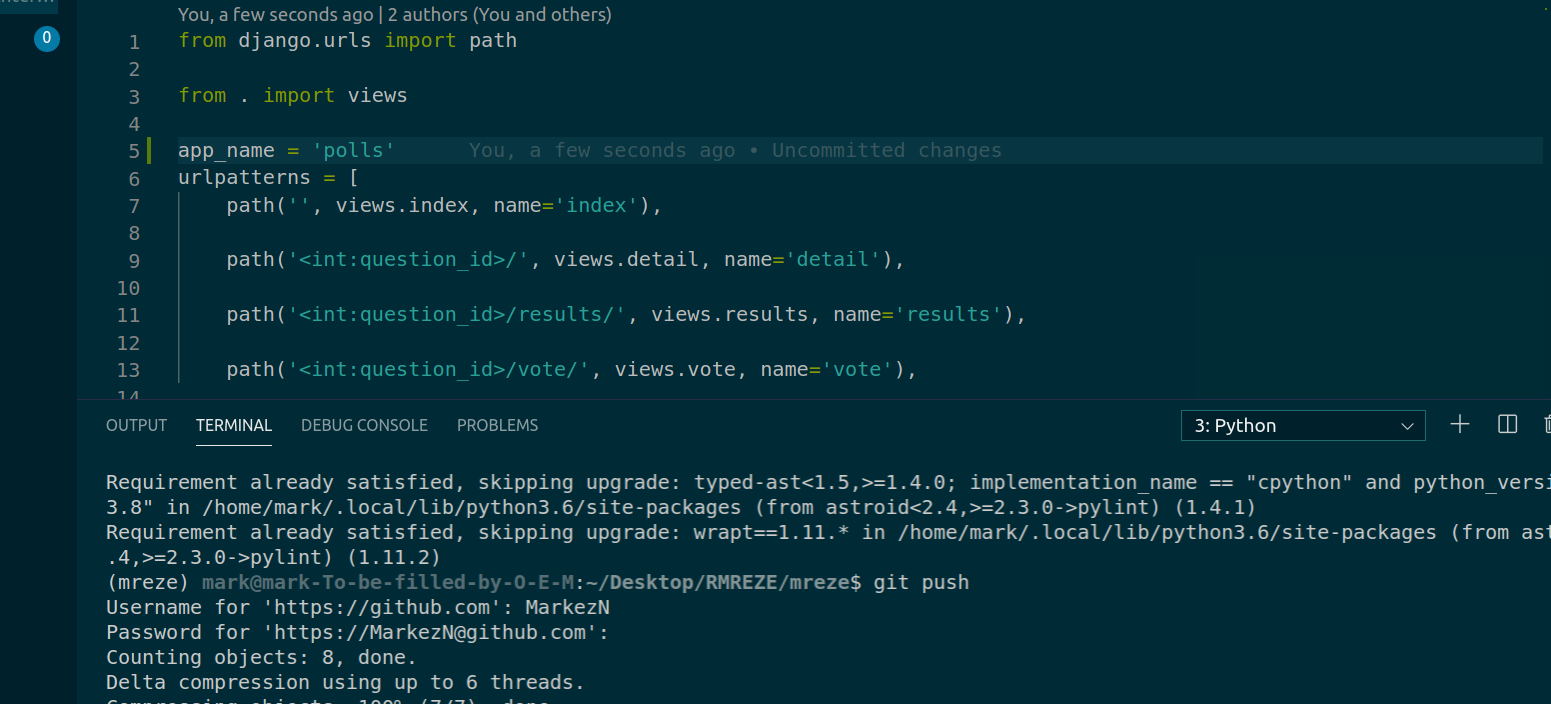 You, a few seconds ago | 2 authors (You and others)
0
1 from django.urls import path
2
3 from . import views
4
5 app_name = 'polls' You, a few seconds ago • Uncommitted changes
6 urlpatterns = [
7 path('', views.index, name='index'),
8
9 path('<int:question_id>/', views.detail, name='detail'),
10
11 path('<int:question_id>/results/', views.results, name='results'),
12
13 path('<int:question_id>/vote/', views.vote, name='vote'),
14
OUTPUT TERMINAL DEBUG CONSOLE PROBLEMS 3: Python
Requirement already satisfied, skipping upgrade: typed-ast<1.5,>=1.4.0; implementation_name == "cpython" and python_versi
3.8" in /home/mark/.local/lib/python3.6/site-packages (from astroid<2.4,>=2.3.0->pylint) (1.4.1)
Requirement already satisfied, skipping upgrade: wrapt==1.11.* in /home/mark/.local/lib/python3.6/site-packages (from ast
.4,>=2.3.0->pylint) (1.11.2)
(mreze) mark@mark-To-be-filled-by-O-E-M:~/Desktop/RMREZE/mreze$ git push
Username for 'https://github.com': MarkezN
Password for 'https://MarkezN@github.com':
Counting objects: 8, done.
Delta compression using up to 6 threads.
Compressing objects: 100% (7/7), done.